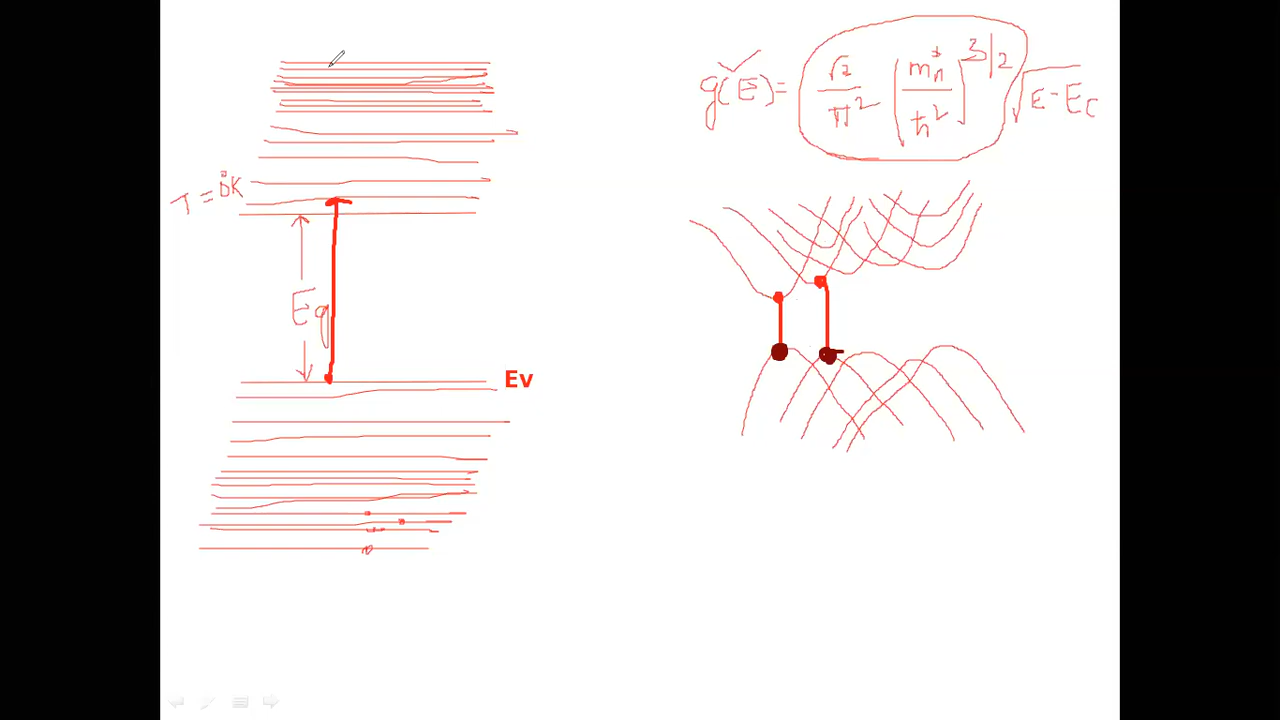 g(E) = √2/π² [mn*/ħ²]^3/2 √E-Ec
T = 0°K
Eg
Ev